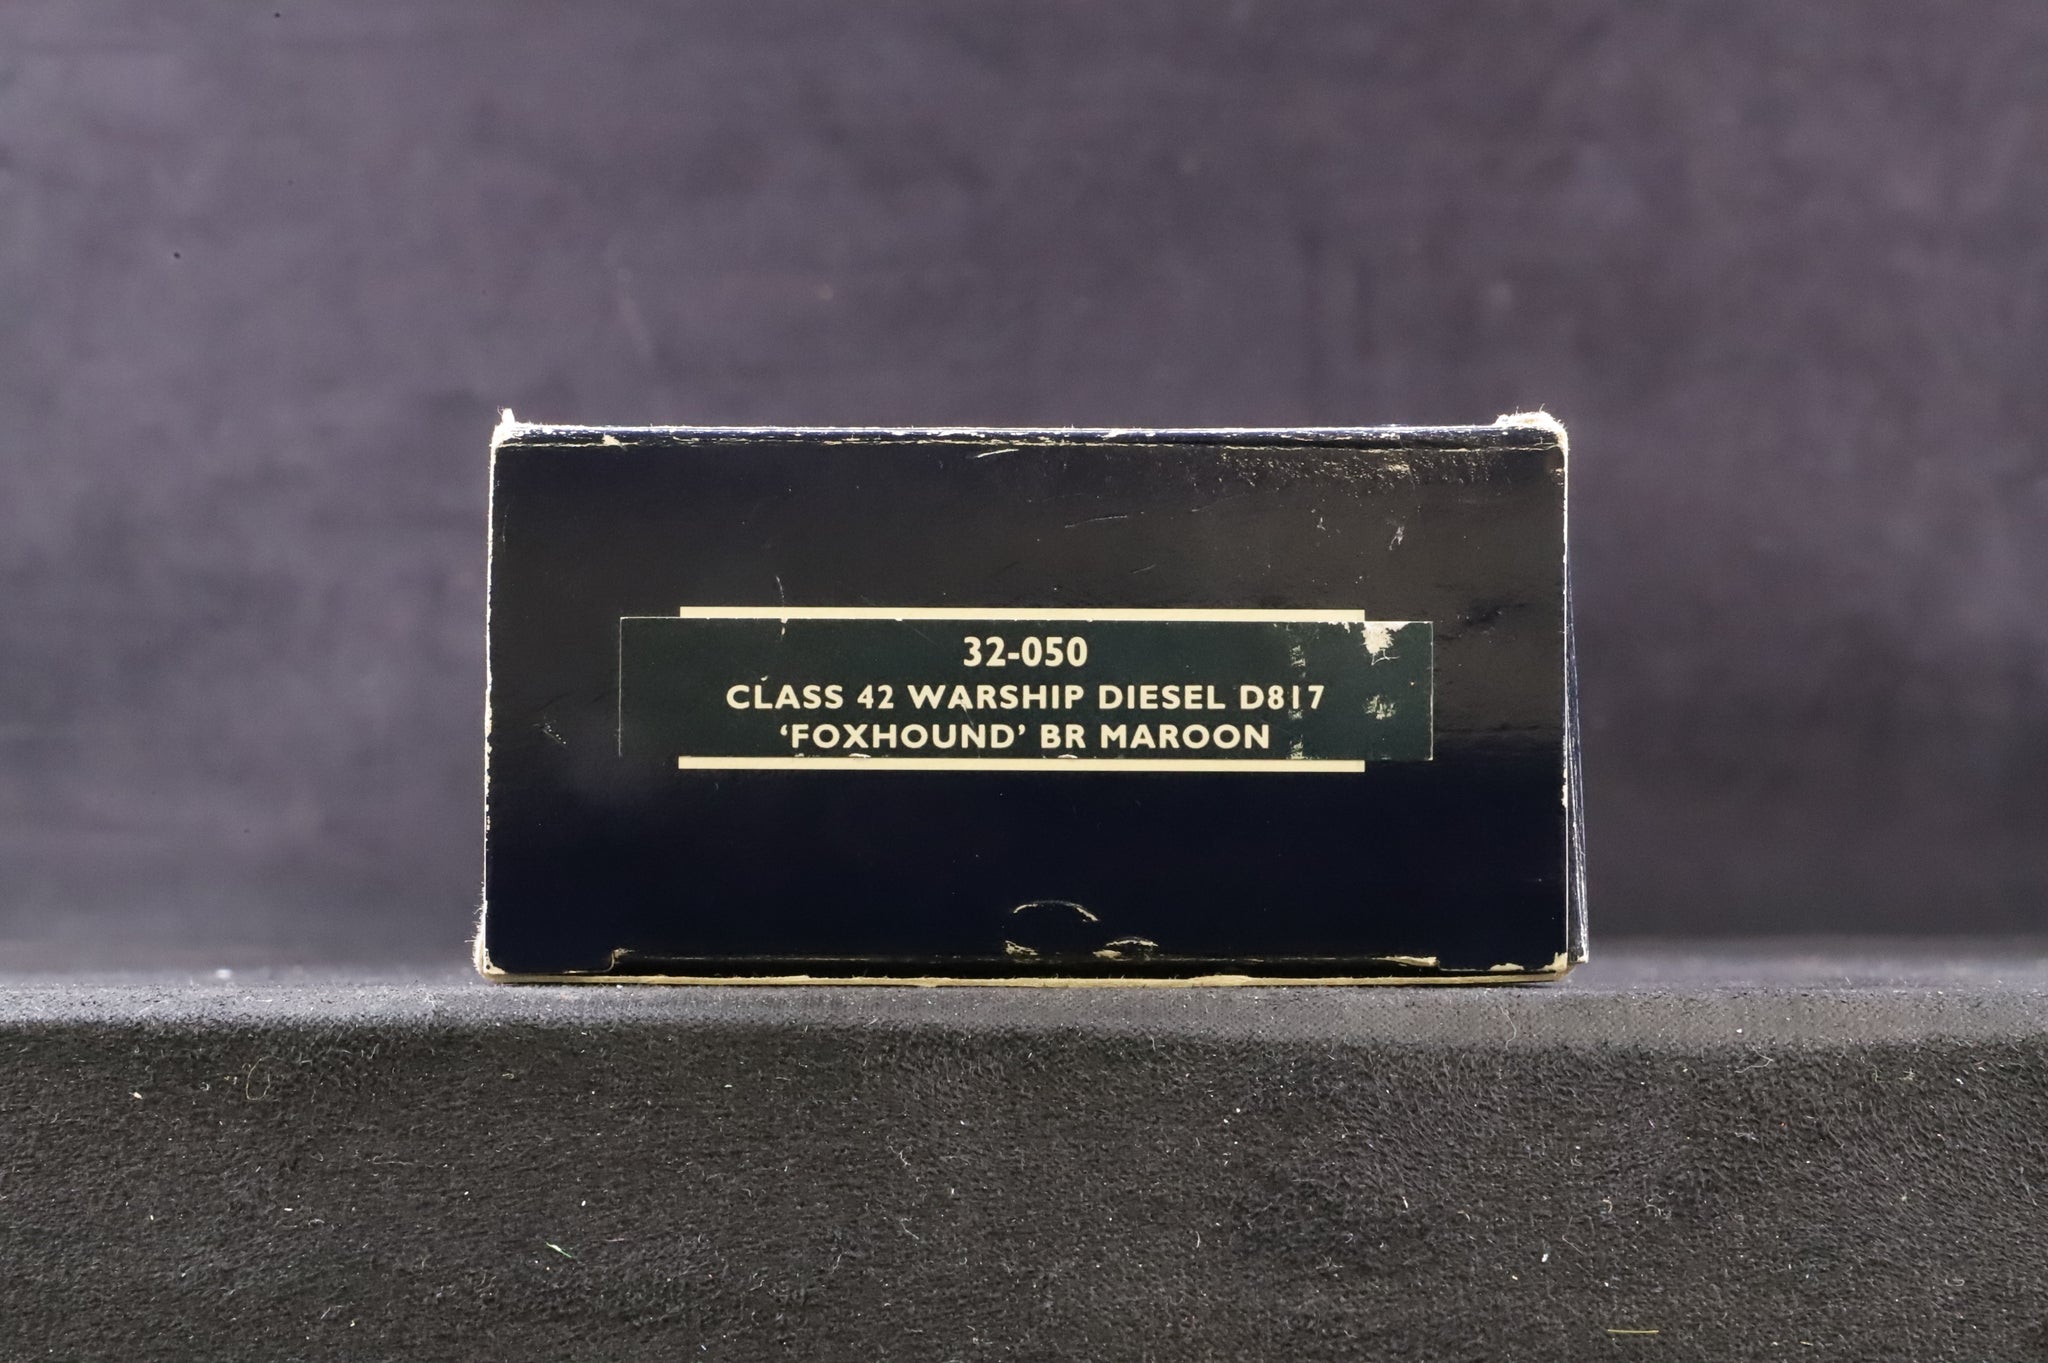 32-050
CLASS 42 WARSHIP DIESEL D817
‘FOXHOUND’ BR MAROON